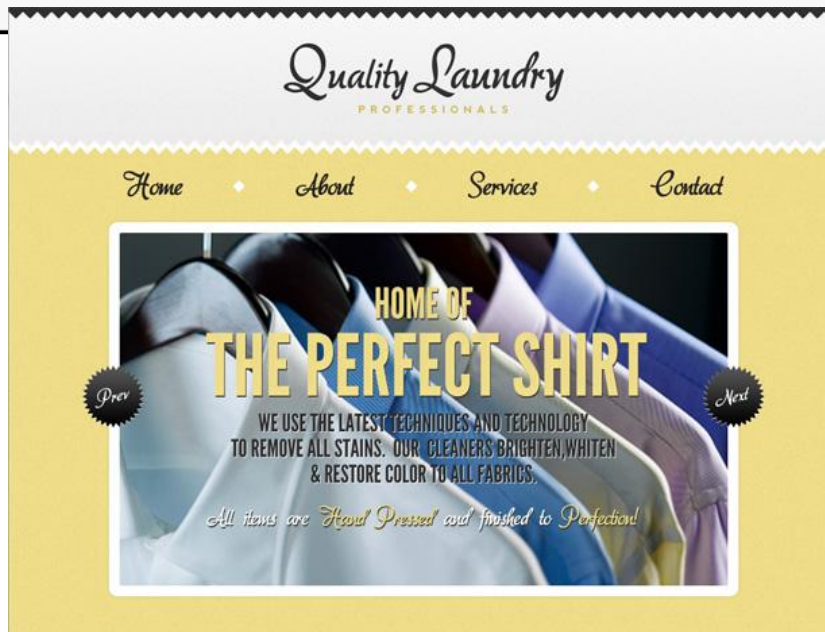 Quality Laundry
PROFESSIONALS
Home About Services Contact
HOME OF
THE PERFECT SHIRT
Prev
Next
WE USE THE LATEST TECHNIQUES AND TECHNOLOGY
TO REMOVE ALL STAINS. OUR CLEANERS BRIGHTEN,WHITEN
& RESTORE COLOR TO ALL FABRICS.
All items are Hand Pressed and finished to Perfection!